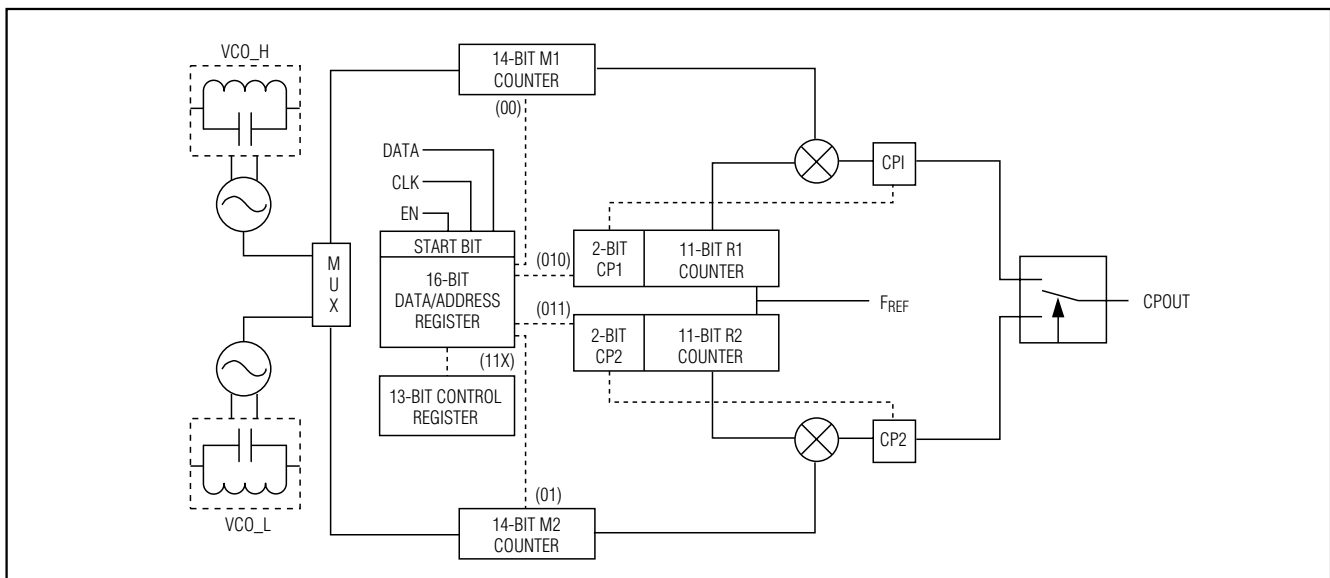 VCO_H
14-BIT M1
COUNTER
(00)
DATA
CLK
EN
CPI
START BIT
16-BIT
DATA/ADDRESS
REGISTER
(010)
2-BIT
CP1
11-BIT R1
COUNTER
M
U
X
FREF
CPOUT
(011)
2-BIT
CP2
11-BIT R2
COUNTER
(11X)
13-BIT CONTROL
REGISTER
CP2
(01)
14-BIT M2
COUNTER
VCO_L